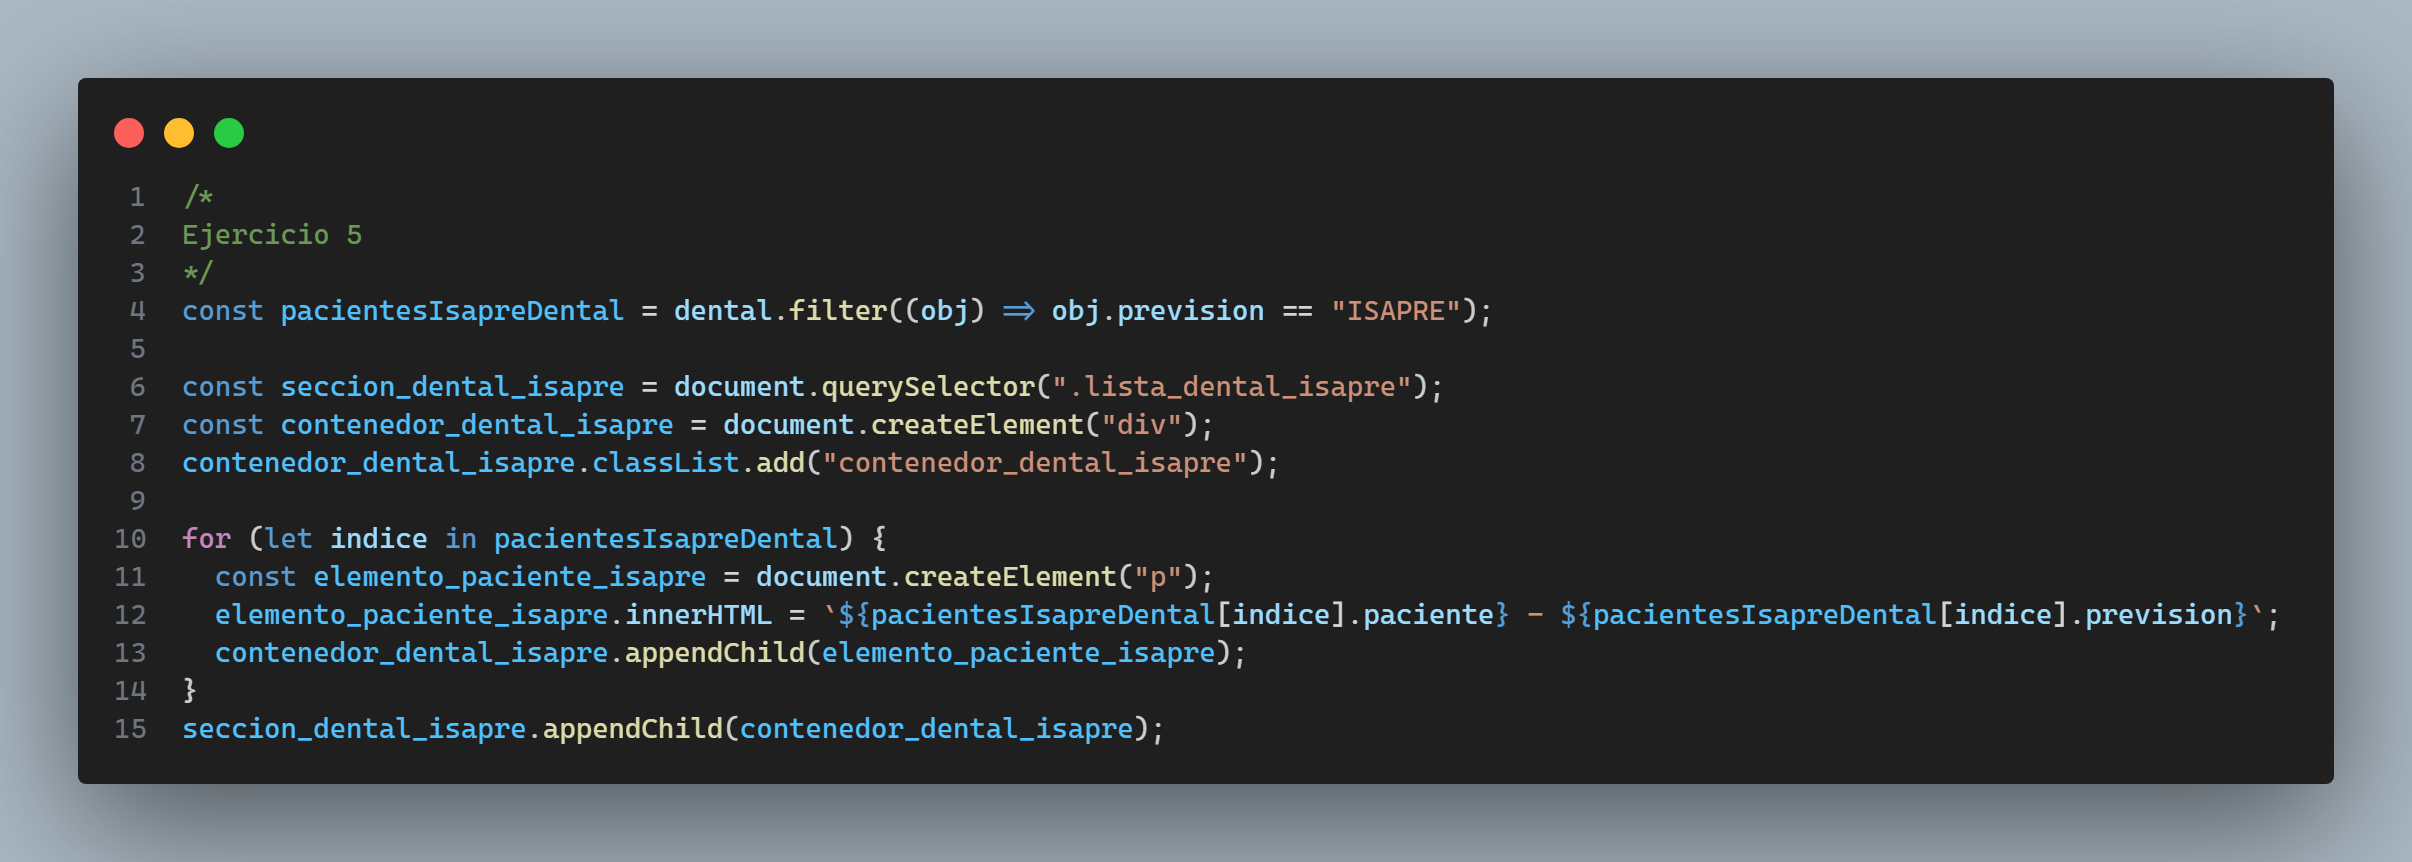 1 /*
2 Ejercicio 5
3 */
4 const pacientesIsapreDental = dental.filter((obj) => obj.prevision == "ISAPRE");
5
6 const seccion_dental_isapre = document.querySelector(".lista_dental_isapre");
7 const contenedor_dental_isapre = document.createElement("div");
8 contenedor_dental_isapre.classList.add("contenedor_dental_isapre");
9
10 for (let indice in pacientesIsapreDental) {
11   const elemento_paciente_isapre = document.createElement("p");
12   elemento_paciente_isapre.innerHTML = `${pacientesIsapreDental[indice].paciente} - ${pacientesIsapreDental[indice].prevision}`;
13   contenedor_dental_isapre.appendChild(elemento_paciente_isapre);
14 }
15 seccion_dental_isapre.appendChild(contenedor_dental_isapre);